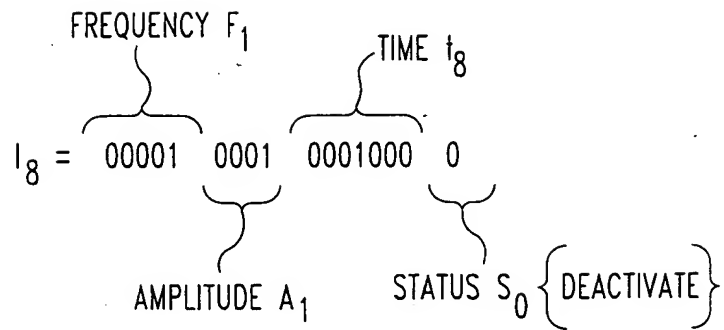 FREQUENCY F₁
TIME t₈
I₈ = 00001 0001 0001000 0
AMPLITUDE A₁
STATUS S₀ {DEACTIVATE}